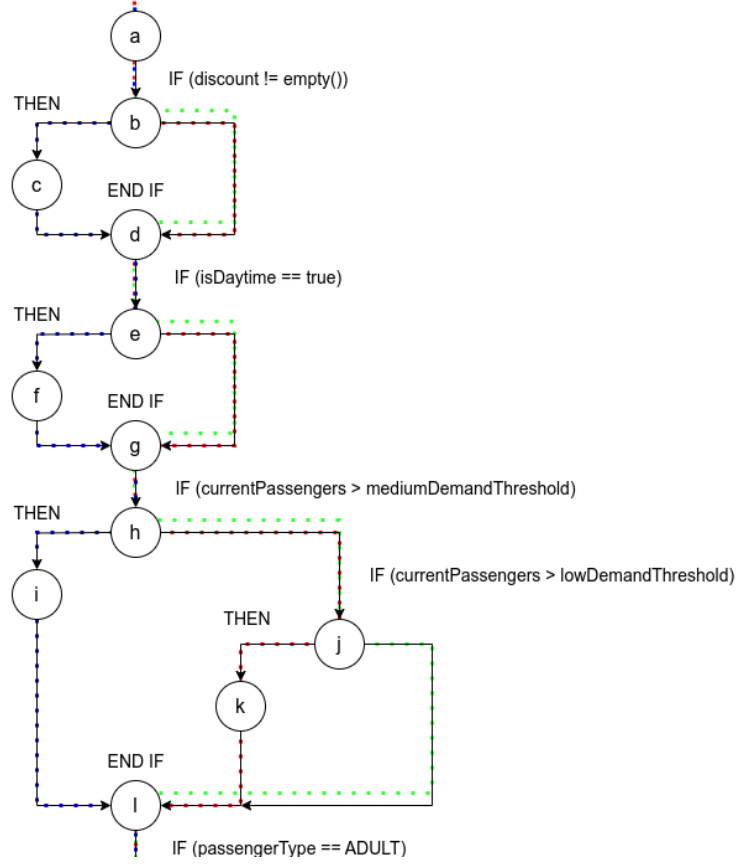 a
IF (discount != empty())
THEN
b
c
END IF
d
IF (isDaytime == true)
THEN
e
f
END IF
g
IF (currentPassengers > mediumDemandThreshold)
THEN
h
IF (currentPassengers > lowDemandThreshold)
i
THEN
j
k
END IF
l
IF (passengerType == ADULT)